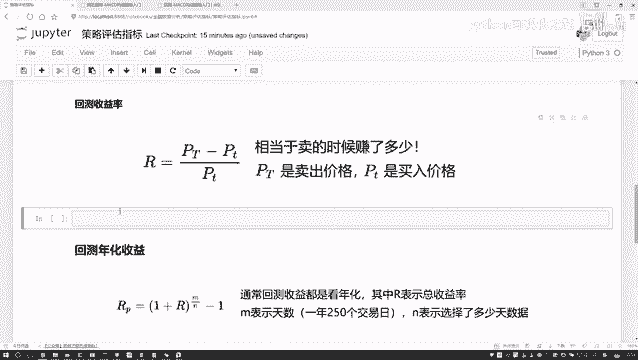 jupyter 策略评估指标 Last Checkpoint: 15 minutes ago (unsaved changes)
Logout
File Edit View Insert Cell Kernel Widgets Help
Trusted
Python 3
Code
回测收益率
R = \frac{P_T - P_t}{P_t}
相当于卖的时候赚了多少!
P_T 是卖出价格, P_t 是买入价格
In [ ]:
回测年化收益
R_p = (1 + R)^{\frac{m}{n}} - 1
通常回测收益都是看年化，其中R表示总收益率
m表示天数（一年250个交易日），n表示选择了多少天数据